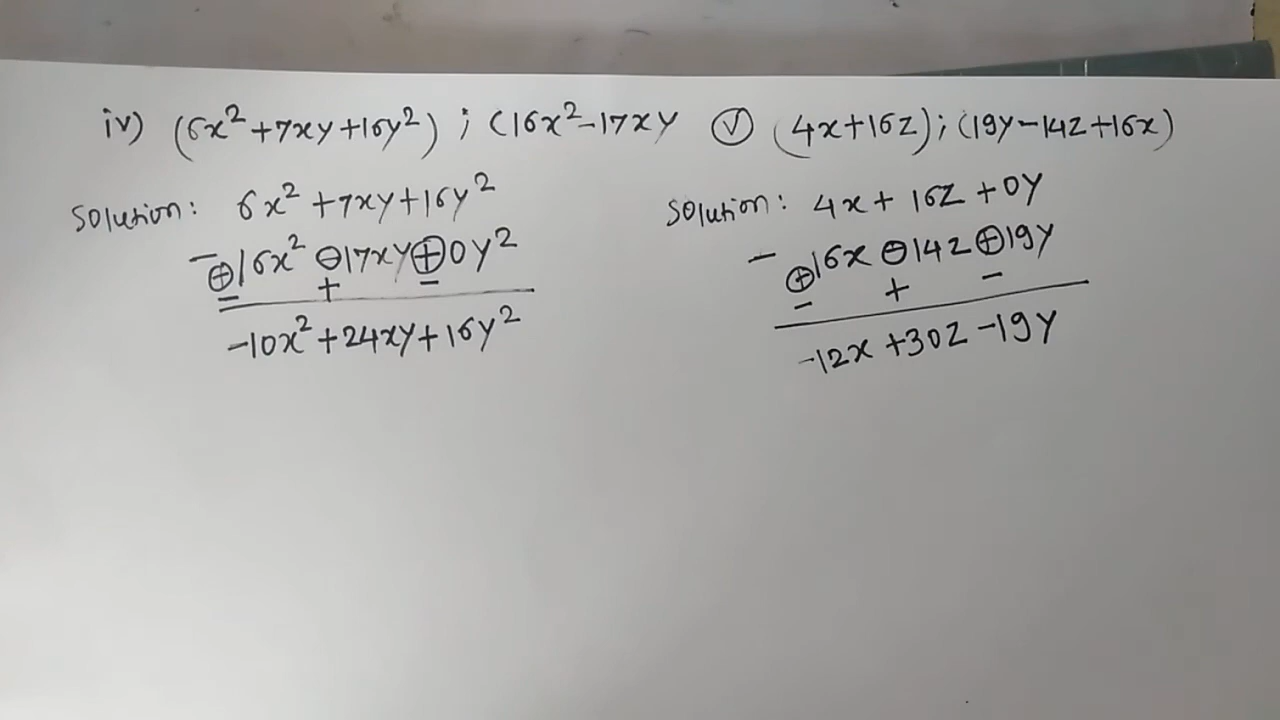 iv) (6x²+7xy+16y²) ; (16x²-17xy
Solution: 6x²+7xy+16y²
- ⊕16x² ⊖17xy ⊕0y²
- + -
-10x²+24xy+16y²
ⓥ (4x+16z); (19y-14z+16x)
Solution: 4x+ 16z +0y
- ⊕16x ⊖14z ⊕19y
- + -
-12x +30z -19y